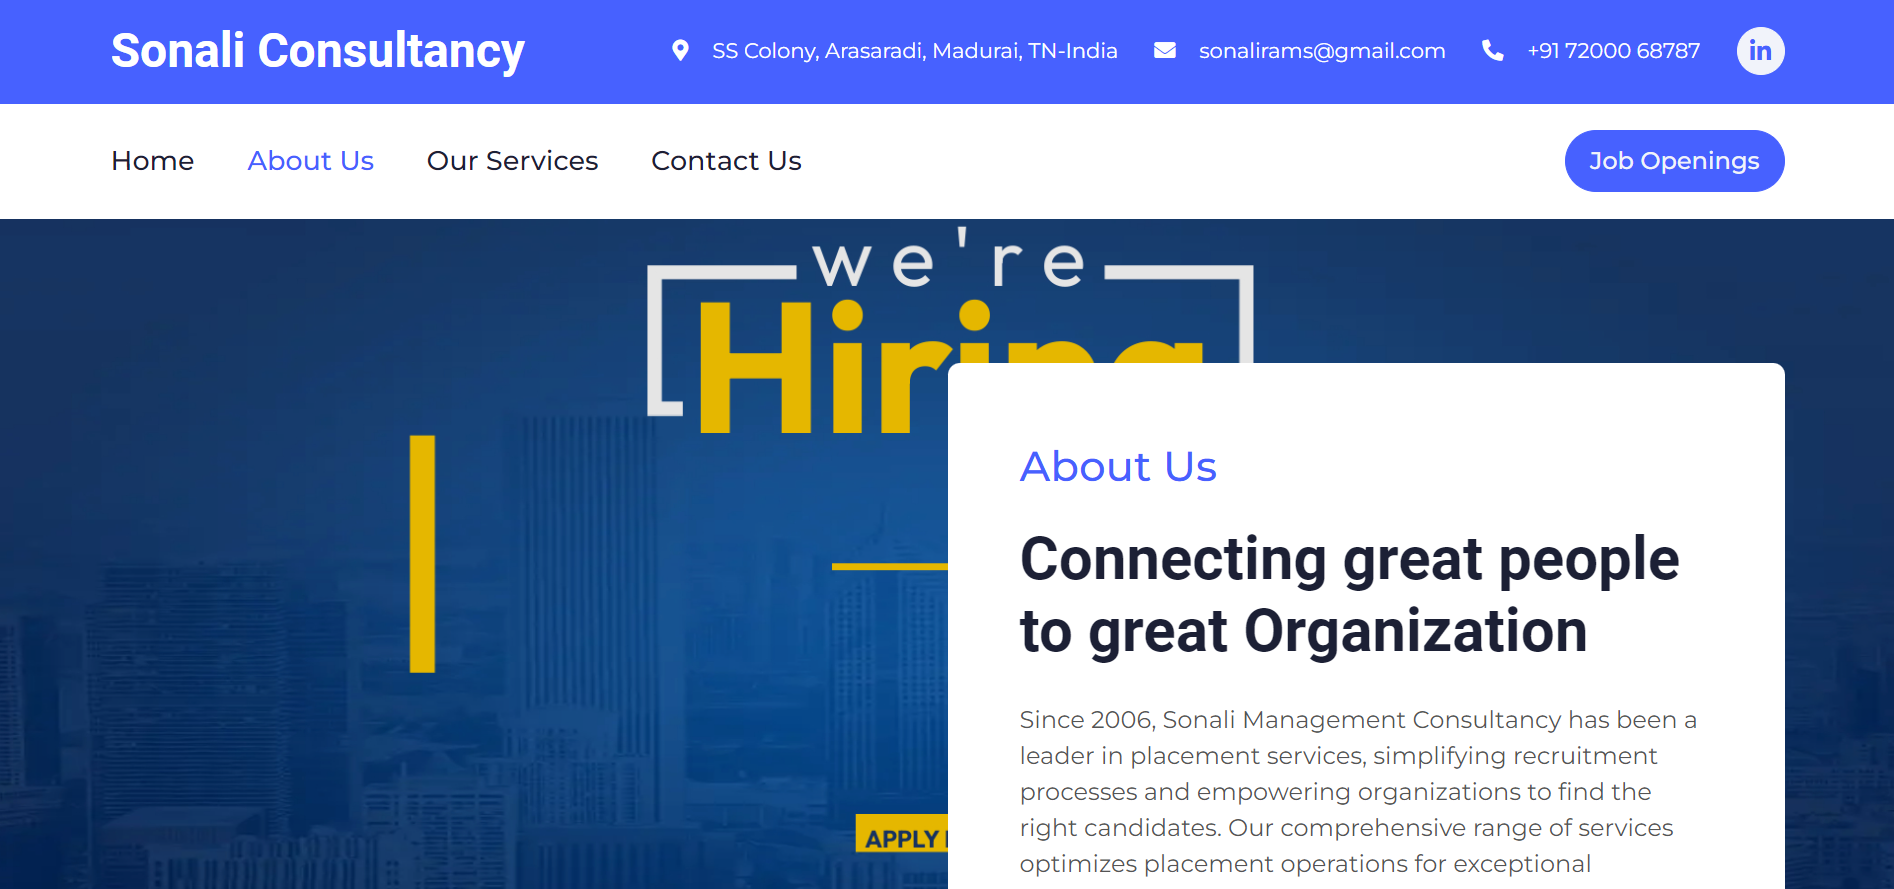 Sonali Consultancy
SS Colony, Arasaradi, Madurai, TN-India
sonalirams@gmail.com
+91 72000 68787
in
Home
About Us
Our Services
Contact Us
Job Openings
we're
Hiring
APPLY
About Us
Connecting great people
to great Organization
Since 2006, Sonali Management Consultancy has been a
leader in placement services, simplifying recruitment
processes and empowering organizations to find the
right candidates. Our comprehensive range of services
optimizes placement operations for exceptional